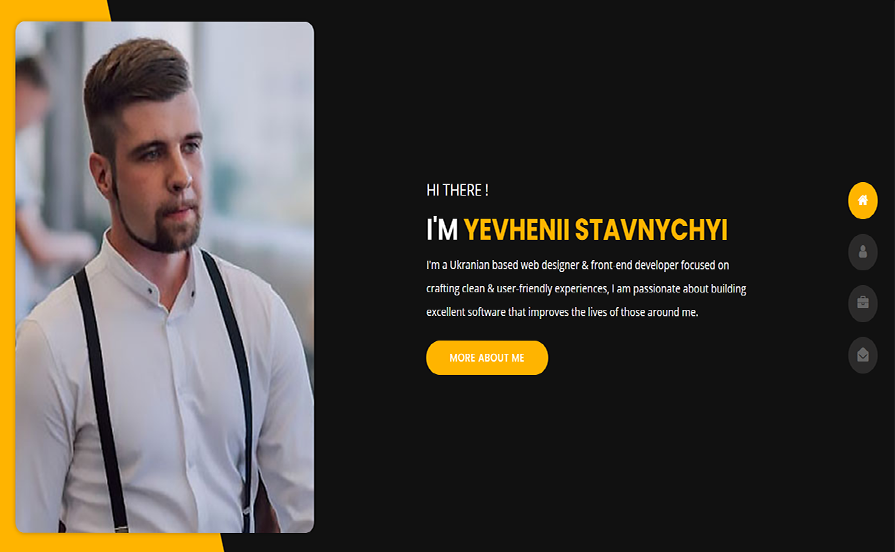 HI THERE !
I'M YEVHENII STAVNYCHYI
I'm a Ukranian based web designer & front-end developer focused on
crafting clean & user-friendly experiences, I am passionate about building
excellent software that improves the lives of those around me.
MORE ABOUT ME